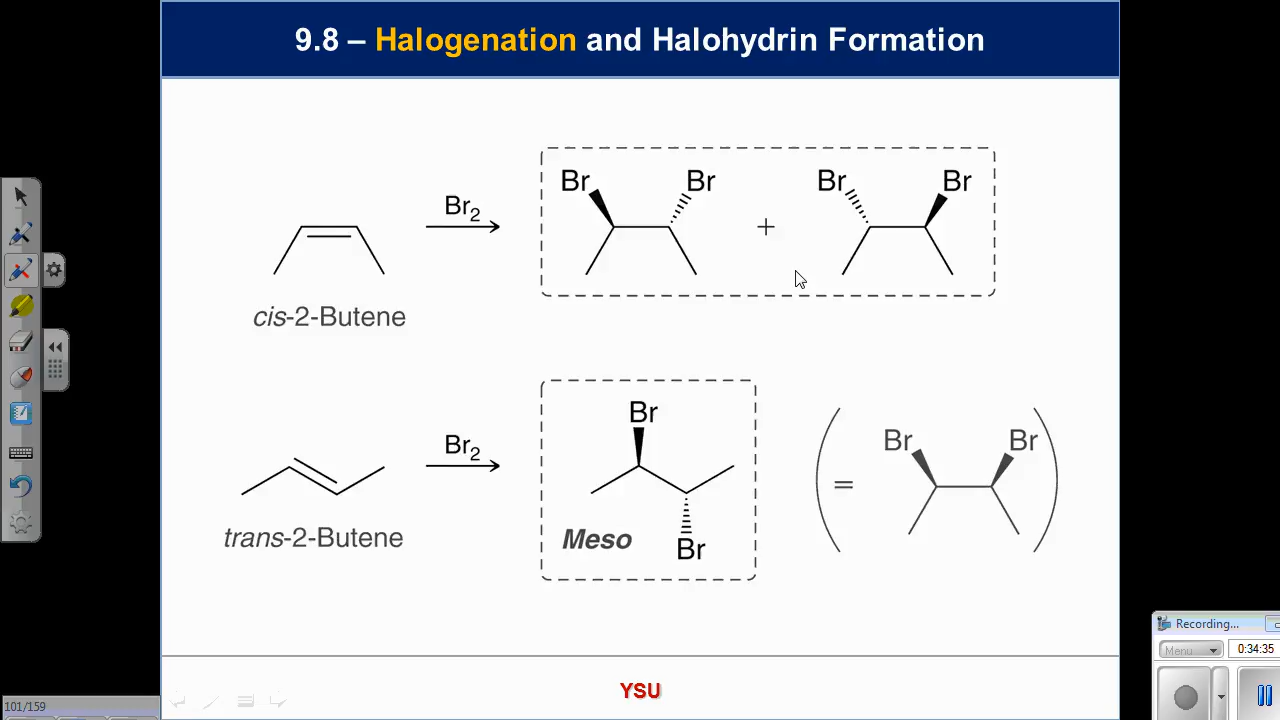 9.8 – Halogenation and Halohydrin Formation
Br Br Br Br
Br2
+
cis-2-Butene
Br
Br2
Br Br
=
trans-2-Butene
Meso
Br
YSU
101/159
Recording...
Menu
0:34:35